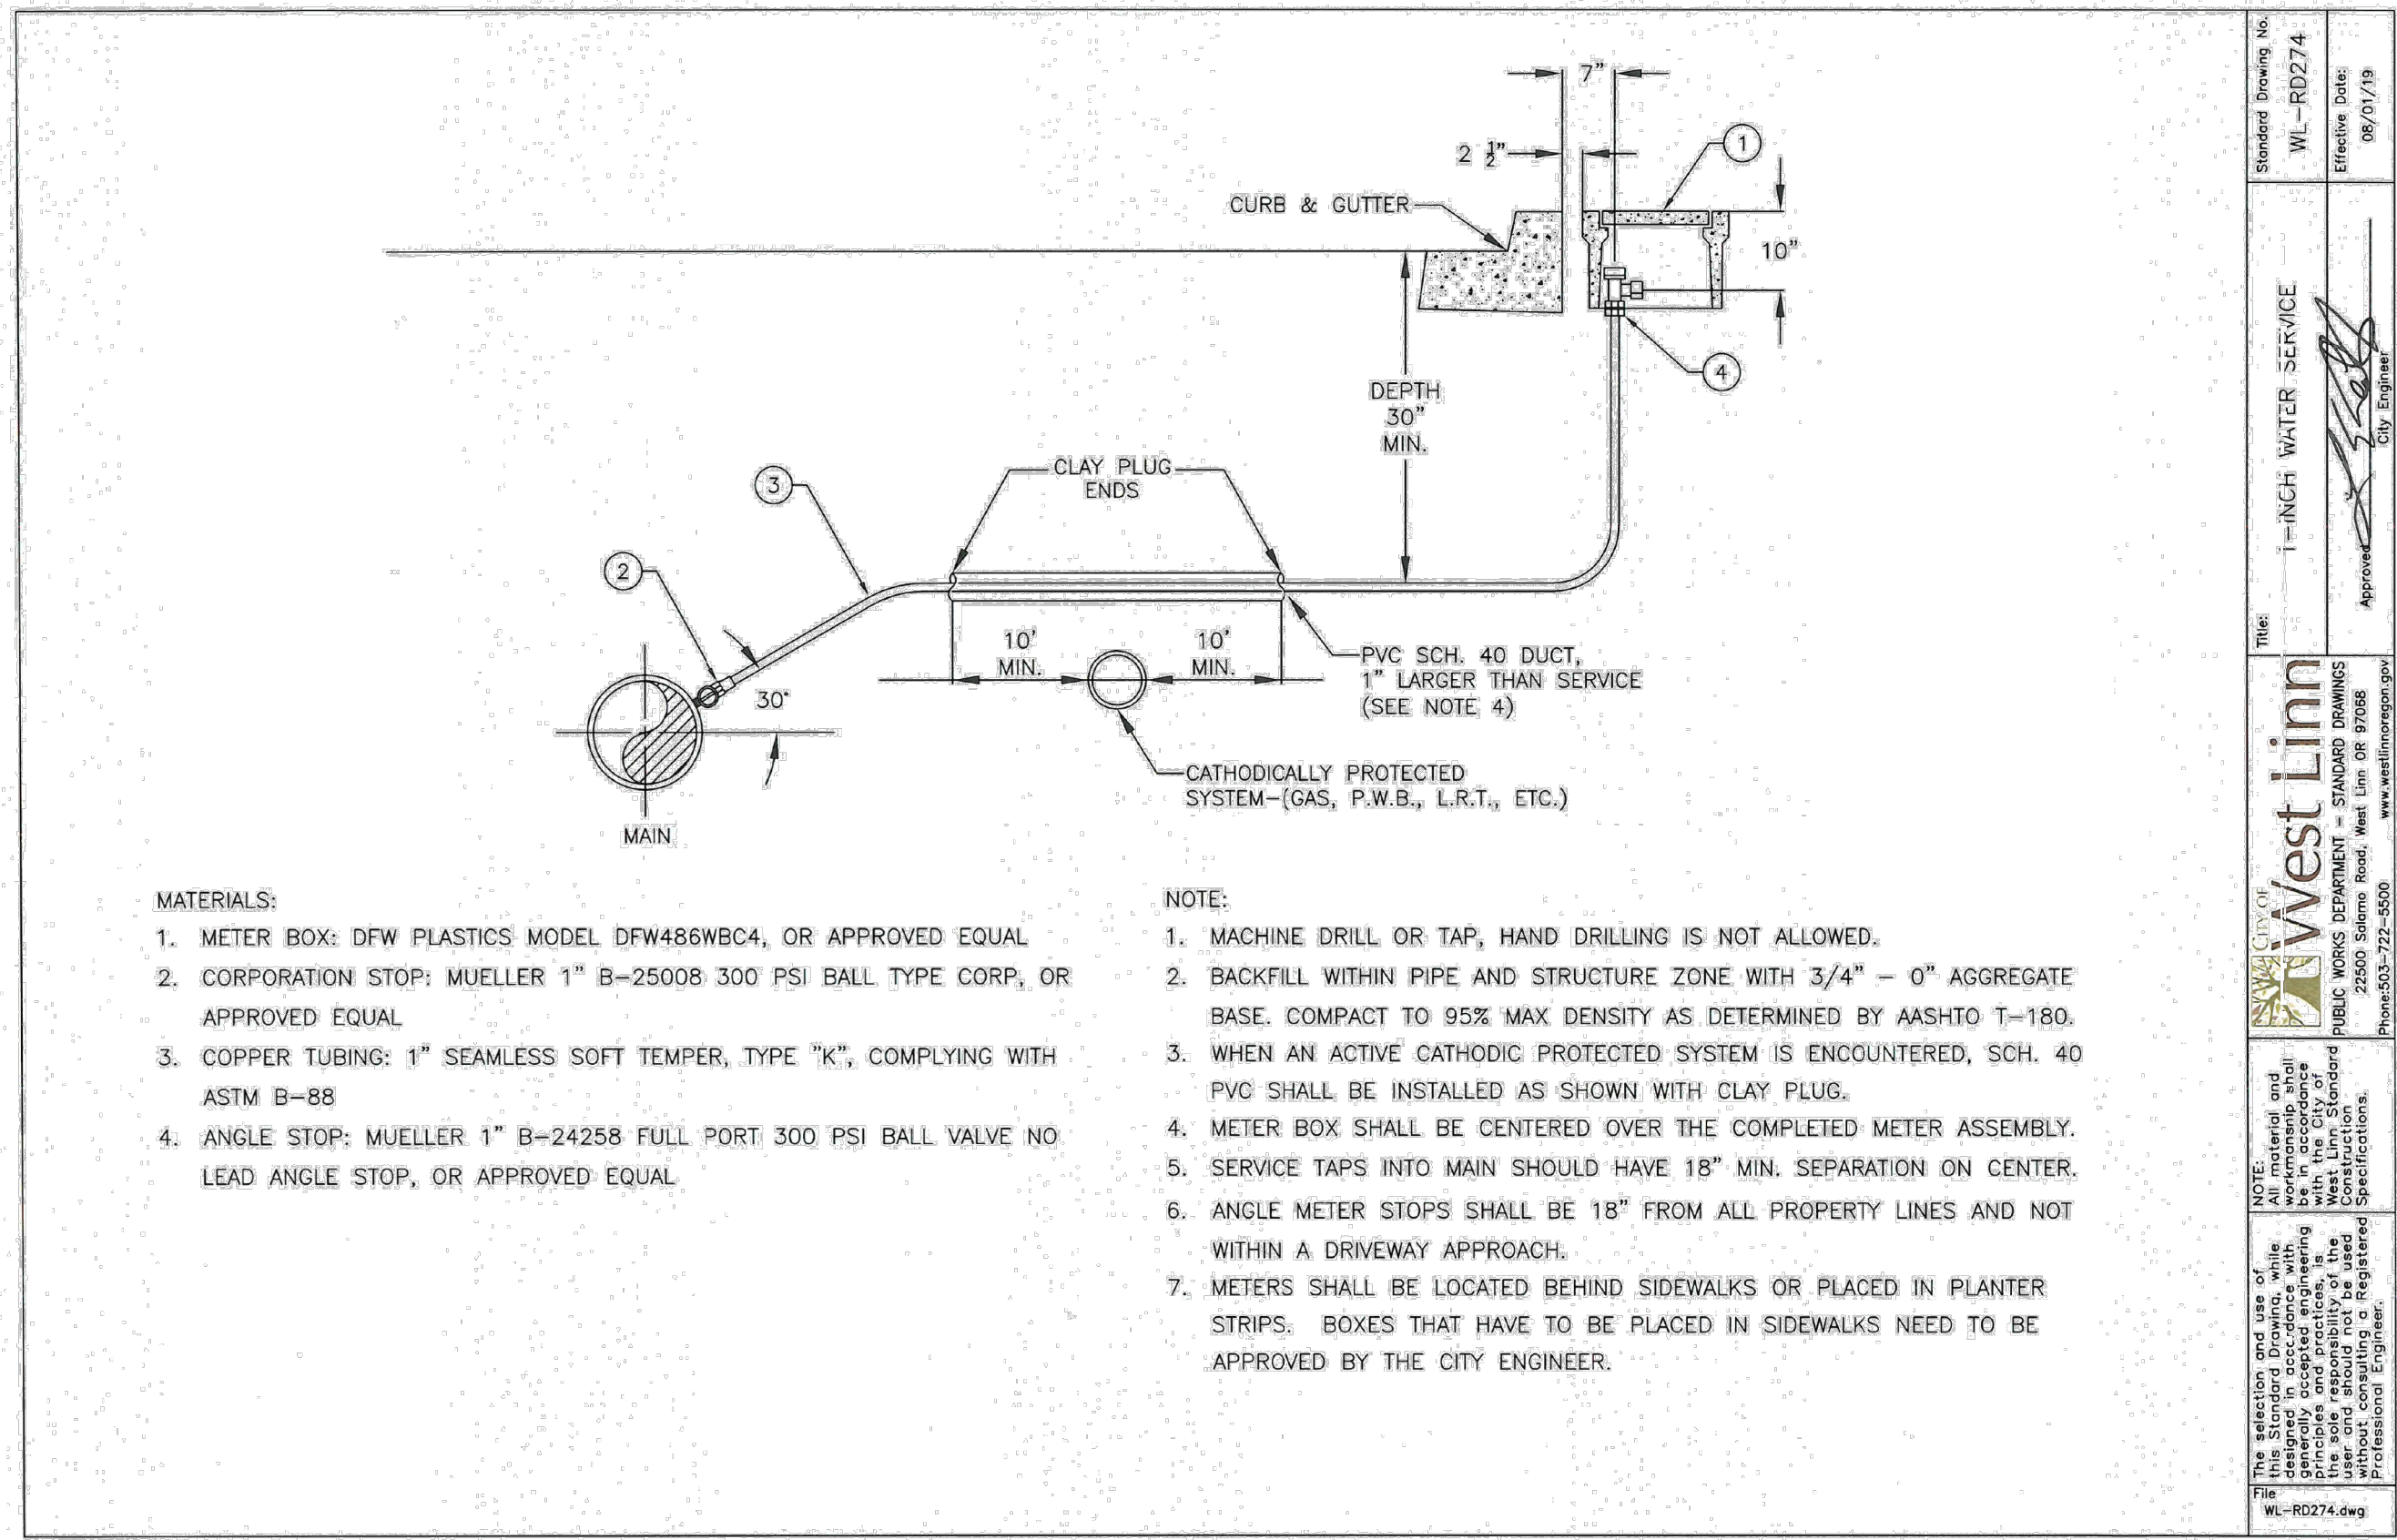 7"
2 ½"
1
CURB & GUTTER
10"
4
DEPTH
30"
MIN.
CLAY PLUG
ENDS
3
2
10'
MIN.
10'
MIN.
30°
PVC SCH. 40 DUCT,
1" LARGER THAN SERVICE
(SEE NOTE 4)
CATHODICALLY PROTECTED
SYSTEM-(GAS, P.W.B., L.R.T., ETC.)
MAIN
MATERIALS:
1. METER BOX: DFW PLASTICS MODEL DFW486WBC4, OR APPROVED EQUAL
2. CORPORATION STOP: MUELLER 1" B-25008 300 PSI BALL TYPE CORP, OR
APPROVED EQUAL
3. COPPER TUBING: 1" SEAMLESS SOFT TEMPER, TYPE "K", COMPLYING WITH
ASTM B-88
4. ANGLE STOP: MUELLER 1" B-24258 FULL PORT 300 PSI BALL VALVE NO
LEAD ANGLE STOP, OR APPROVED EQUAL
NOTE:
1. MACHINE DRILL OR TAP, HAND DRILLING IS NOT ALLOWED.
2. BACKFILL WITHIN PIPE AND STRUCTURE ZONE WITH 3/4" - 0" AGGREGATE
BASE. COMPACT TO 95% MAX DENSITY AS DETERMINED BY AASHTO T-180.
3. WHEN AN ACTIVE CATHODIC PROTECTED SYSTEM IS ENCOUNTERED, SCH. 40
PVC SHALL BE INSTALLED AS SHOWN WITH CLAY PLUG.
4. METER BOX SHALL BE CENTERED OVER THE COMPLETED METER ASSEMBLY.
5. SERVICE TAPS INTO MAIN SHOULD HAVE 18" MIN. SEPARATION ON CENTER.
6. ANGLE METER STOPS SHALL BE 18" FROM ALL PROPERTY LINES AND NOT
WITHIN A DRIVEWAY APPROACH.
7. METERS SHALL BE LOCATED BEHIND SIDEWALKS OR PLACED IN PLANTER
STRIPS. BOXES THAT HAVE TO BE PLACED IN SIDEWALKS NEED TO BE
APPROVED BY THE CITY ENGINEER.
Standard Drawing No.
WL-RD274
Effective Date:
08/01/19
Title:
1-INCH WATER SERVICE
Approved
City Engineer
CITY OF
West Linn
PUBLIC WORKS DEPARTMENT - STANDARD DRAWINGS
22500 Salamo Road, West Linn OR 97068
Phone:503-722-5500 www.westlinnoregon.gov
NOTE:
All material and
workmanship shall
be in accordance
with the City of
West Linn Standard
Construction
Specifications.
The selection and use of
this Standard Drawing, while
designed in accordance with
generally accepted engineering
principles and practices, is
the sole responsibility of the
user and should not be used
without consulting a Registered
Professional Engineer.
File
WL-RD274.dwg